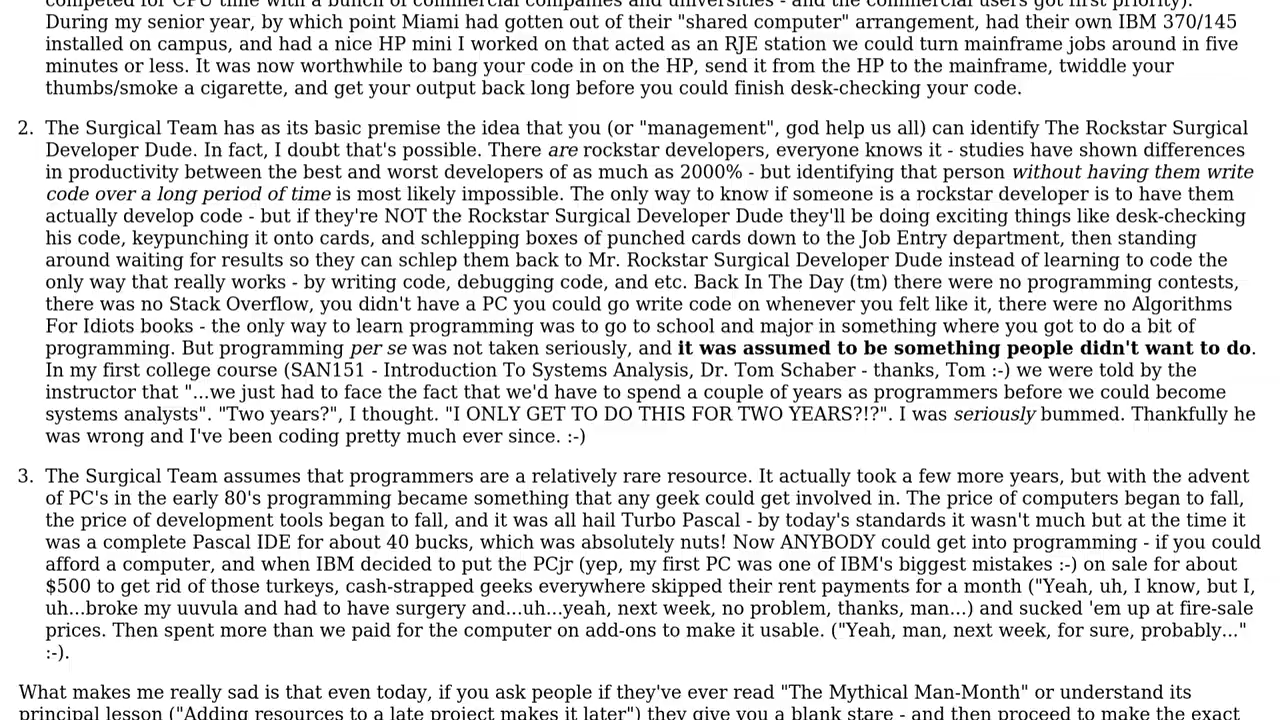 competed for CPU time with a bunch of commercial companies and universities - and the commercial users got first priority).
During my senior year, by which point Miami had gotten out of their "shared computer" arrangement, had their own IBM 370/145
installed on campus, and had a nice HP mini I worked on that acted as an RJE station we could turn mainframe jobs around in five
minutes or less. It was now worthwhile to bang your code in on the HP, send it from the HP to the mainframe, twiddle your
thumbs/smoke a cigarette, and get your output back long before you could finish desk-checking your code.
2. The Surgical Team has as its basic premise the idea that you (or "management", god help us all) can identify The Rockstar Surgical
Developer Dude. In fact, I doubt that's possible. There are rockstar developers, everyone knows it - studies have shown differences
in productivity between the best and worst developers of as much as 2000% - but identifying that person without having them write
code over a long period of time is most likely impossible. The only way to know if someone is a rockstar developer is to have them
actually develop code - but if they're NOT the Rockstar Surgical Developer Dude they'll be doing exciting things like desk-checking
his code, keypunching it onto cards, and schlepping boxes of punched cards down to the Job Entry department, then standing
around waiting for results so they can schlep them back to Mr. Rockstar Surgical Developer Dude instead of learning to code the
only way that really works - by writing code, debugging code, and etc. Back In The Day (tm) there were no programming contests,
there was no Stack Overflow, you didn't have a PC you could go write code on whenever you felt like it, there were no Algorithms
For Idiots books - the only way to learn programming was to go to school and major in something where you got to do a bit of
programming. But programming per se was not taken seriously, and it was assumed to be something people didn't want to do.
In my first college course (SAN151 - Introduction To Systems Analysis, Dr. Tom Schaber - thanks, Tom :-) we were told by the
instructor that "...we just had to face the fact that we'd have to spend a couple of years as programmers before we could become
systems analysts". "Two years?", I thought. "I ONLY GET TO DO THIS FOR TWO YEARS?!?". I was seriously bummed. Thankfully he
was wrong and I've been coding pretty much ever since. :-)
3. The Surgical Team assumes that programmers are a relatively rare resource. It actually took a few more years, but with the advent
of PC's in the early 80's programming became something that any geek could get involved in. The price of computers began to fall,
the price of development tools began to fall, and it was all hail Turbo Pascal - by today's standards it wasn't much but at the time it
was a complete Pascal IDE for about 40 bucks, which was absolutely nuts! Now ANYBODY could get into programming - if you could
afford a computer, and when IBM decided to put the PCjr (yep, my first PC was one of IBM's biggest mistakes :-) on sale for about
$500 to get rid of those turkeys, cash-strapped geeks everywhere skipped their rent payments for a month ("Yeah, uh, I know, but I,
uh...broke my uuvula and had to have surgery and...uh...yeah, next week, no problem, thanks, man...) and sucked 'em up at fire-sale
prices. Then spent more than we paid for the computer on add-ons to make it usable. ("Yeah, man, next week, for sure, probably..."
:-).
What makes me really sad is that even today, if you ask people if they've ever read "The Mythical Man-Month" or understand its
principal lesson ("Adding resources to a late project makes it later") they give you a blank stare - and then proceed to make the exact